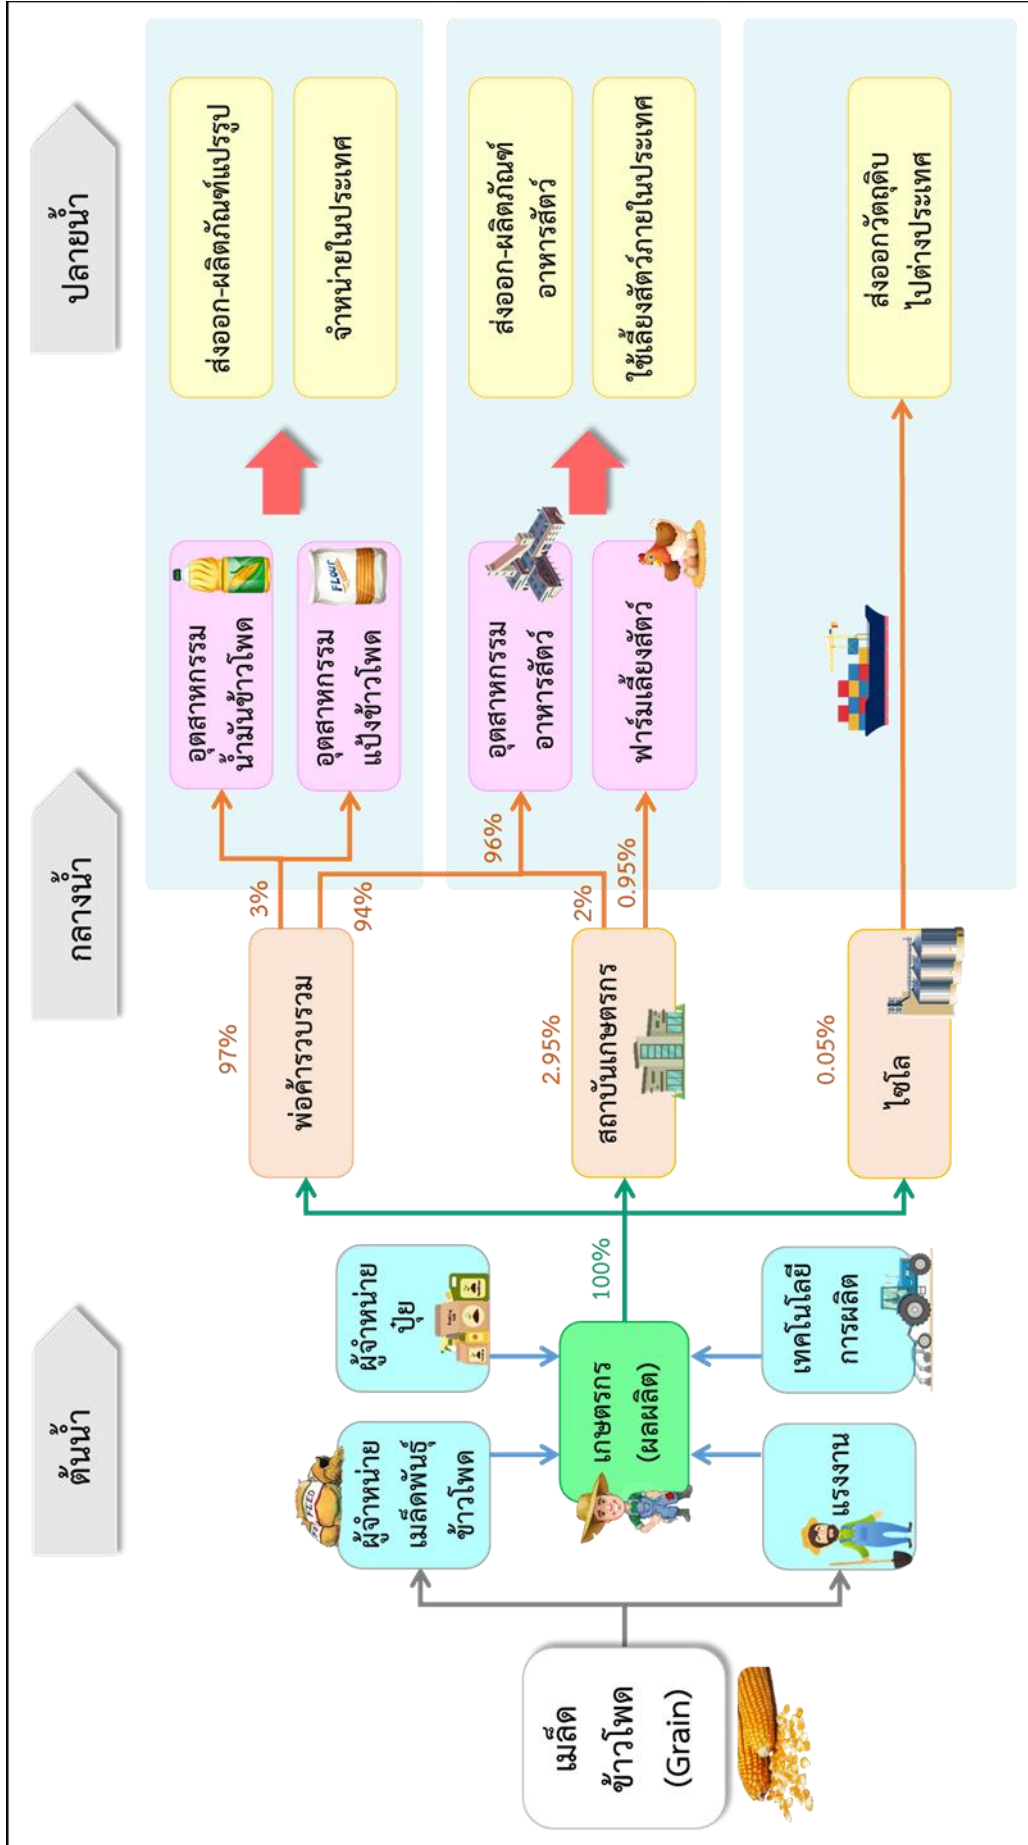 ต้นน้ำ
กลางน้ำ
ปลายน้ำ
เมล็ด
ข้าวโพด
(Grain)
ผู้จำหน่าย
เมล็ดพันธุ์
ข้าวโพด
FEED
ผู้จำหน่าย
ปุ๋ย
เกษตรกร
(ผลผลิต)
แรงงาน
เทคโนโลยี
การผลิต
100%
97%
พ่อค้ารวบรวม
2.95%
สถาบันเกษตรกร
0.05%
ไซโล
3%
94%
96%
2%
0.95%
อุตสาหกรรม
น้ำมันข้าวโพด
อุตสาหกรรม
แป้งข้าวโพด
FLOUR
อุตสาหกรรม
อาหารสัตว์
ฟาร์มเลี้ยงสัตว์
ส่งออก-ผลิตภัณฑ์แปรรูป
จำหน่ายในประเทศ
ส่งออก-ผลิตภัณฑ์
อาหารสัตว์
ใช้เลี้ยงสัตว์ภายในประเทศ
ส่งออกวัตถุดิบ
ไปต่างประเทศ